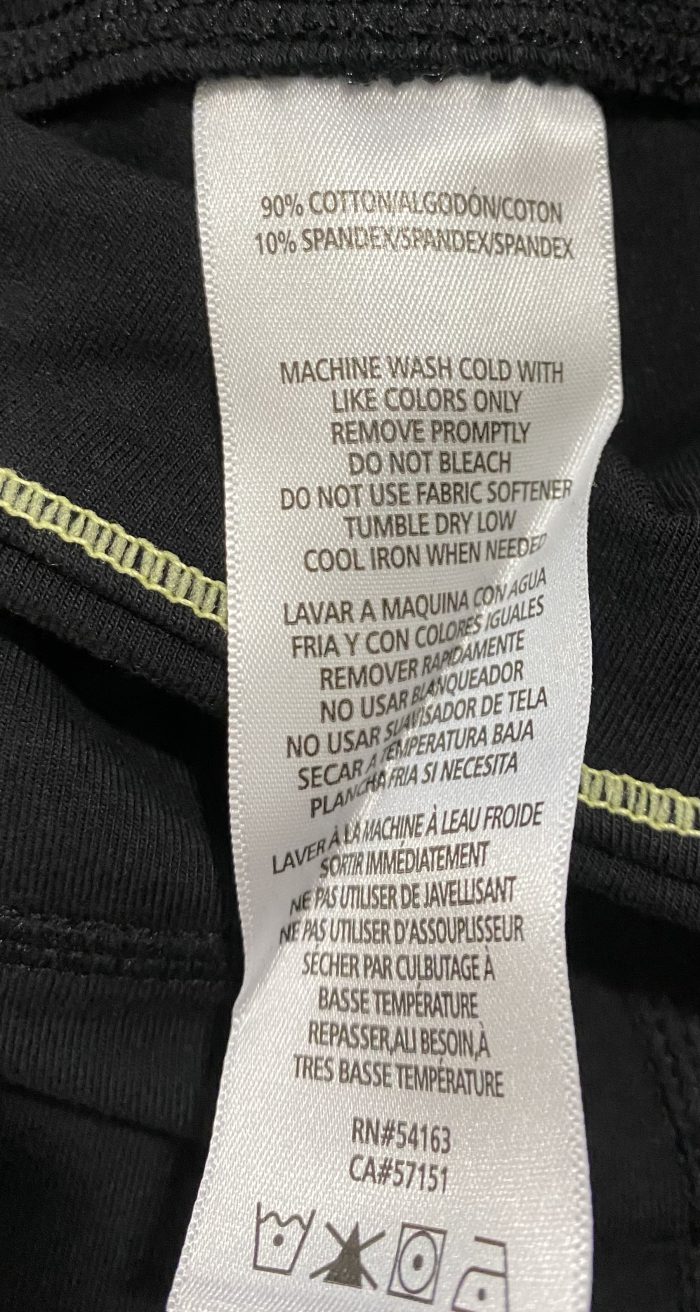 90% COTTON/ALGODÓN/COTON
10% SPANDEX/SPANDEX/SPANDEX
MACHINE WASH COLD WITH
LIKE COLORS ONLY
REMOVE PROMPTLY
DO NOT BLEACH
DO NOT USE FABRIC SOFTENER
TUMBLE DRY LOW
COOL IRON WHEN NEEDED
LAVAR A MAQUINA CON AGUA
FRIA Y CON COLORES IGUALES
REMOVER RAPIDAMENTE
NO USAR BLANQUEADOR
NO USAR SUAVISADOR DE TELA
SECAR A TEMPERATURA BAJA
PLANCHA FRIA SI NECESITA
LAVER À LA MACHINE À LEAU FROIDE
SORTIR IMMÉDIATEMENT
NE PAS UTILISER DE JAVELLISANT
NE PAS UTILISER D'ASSOUPLISSEUR
SÉCHER PAR CULBUTAGE À
BASSE TEMPÉRATURE
REPASSER,ALI BESOIN,À
TRES BASSE TEMPÉRATURE
RN#54163
CA#57151